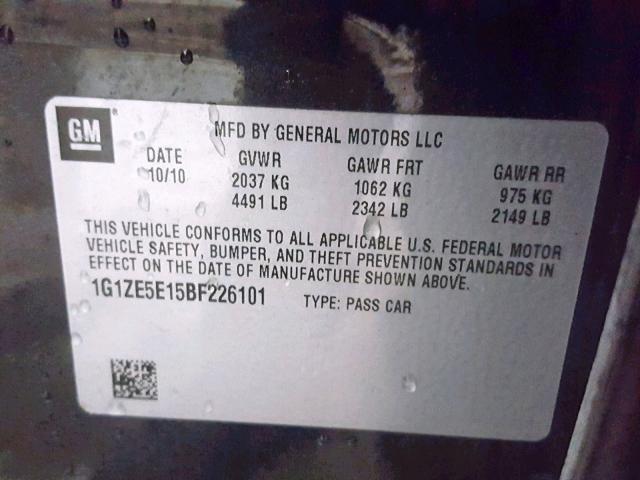 GM
MFD BY GENERAL MOTORS LLC
DATE GVWR GAWR FRT GAWR RR
10/10 2037 KG 1062 KG 975 KG
4491 LB 2342 LB 2149 LB
THIS VEHICLE CONFORMS TO ALL APPLICABLE U.S. FEDERAL MOTOR
VEHICLE SAFETY, BUMPER, AND THEFT PREVENTION STANDARDS IN
EFFECT ON THE DATE OF MANUFACTURE SHOWN ABOVE.
1G1ZE5E15BF226101 TYPE: PASS CAR